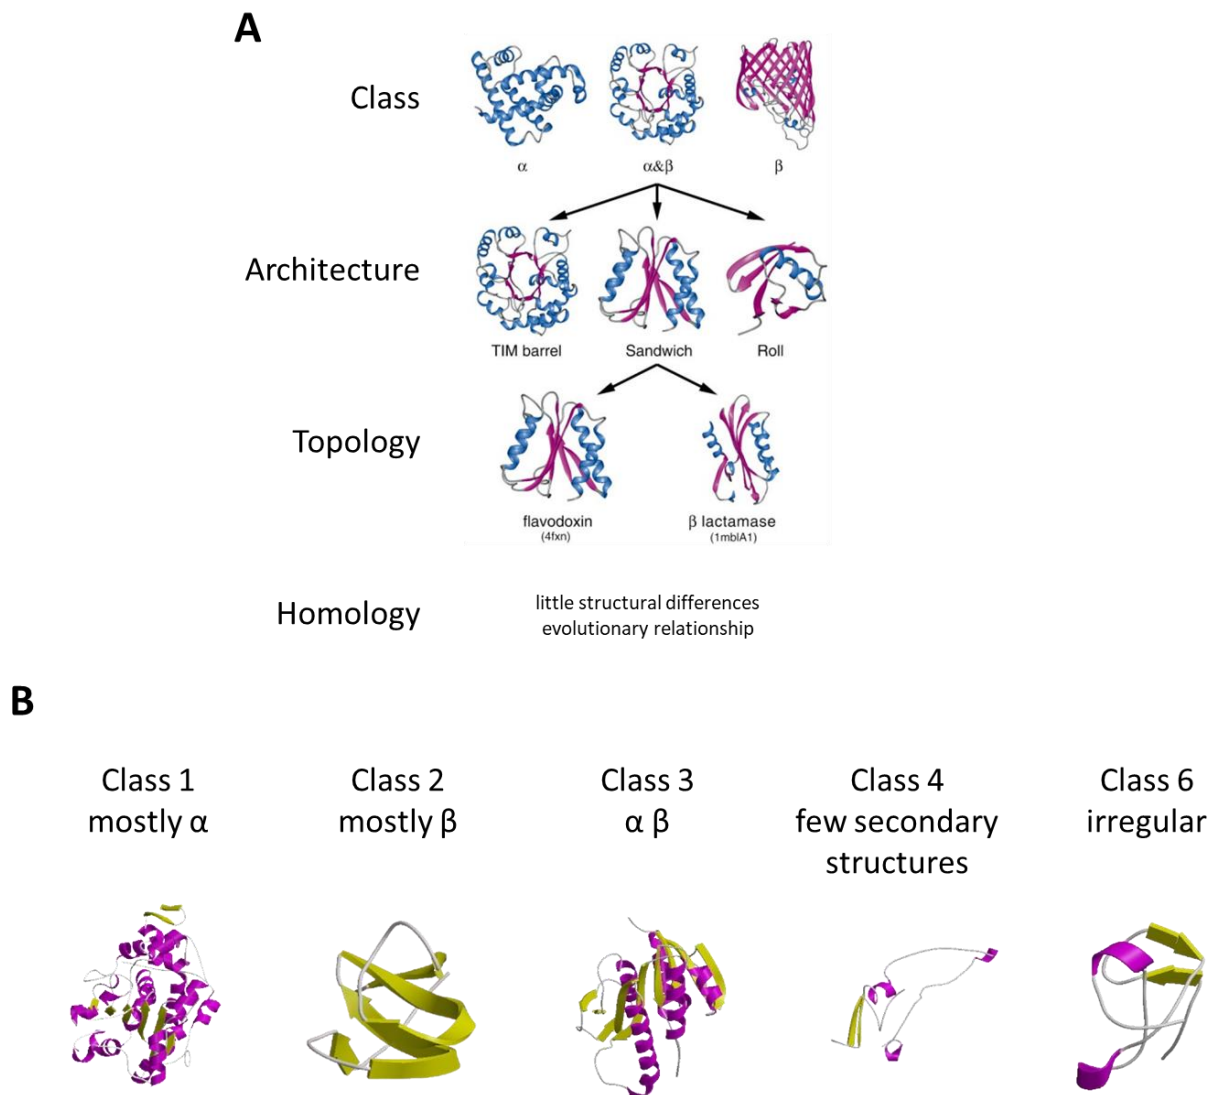 A
Class
α
α&β
β
Architecture
TIM barrel
Sandwich
Roll
Topology
flavodoxin
(4fxn)
β lactamase
(1mblA1)
Homology
little structural differences
evolutionary relationship
B
Class 1
mostly α
Class 2
mostly β
Class 3
α β
Class 4
few secondary
structures
Class 6
irregular